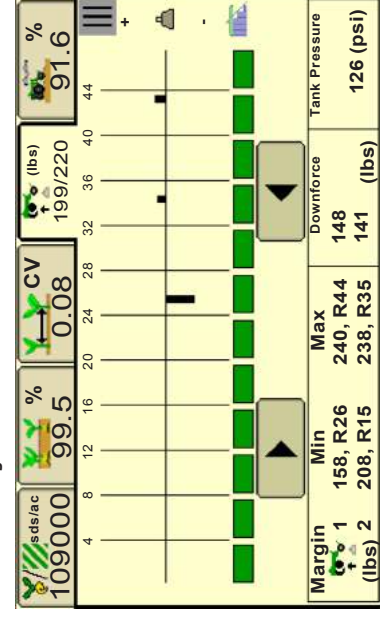 sds/ac
109000
%
99.5
CV
0.08
(lbs)
199/220
%
91.6
4 8 12 16 20 24 28 32 36 40 44
+
-
Margin Min Max Downforce Tank Pressure
1 158, R26 240, R44 148 126 (psi)
(lbs) 2 208, R15 238, R35 141 (lbs)